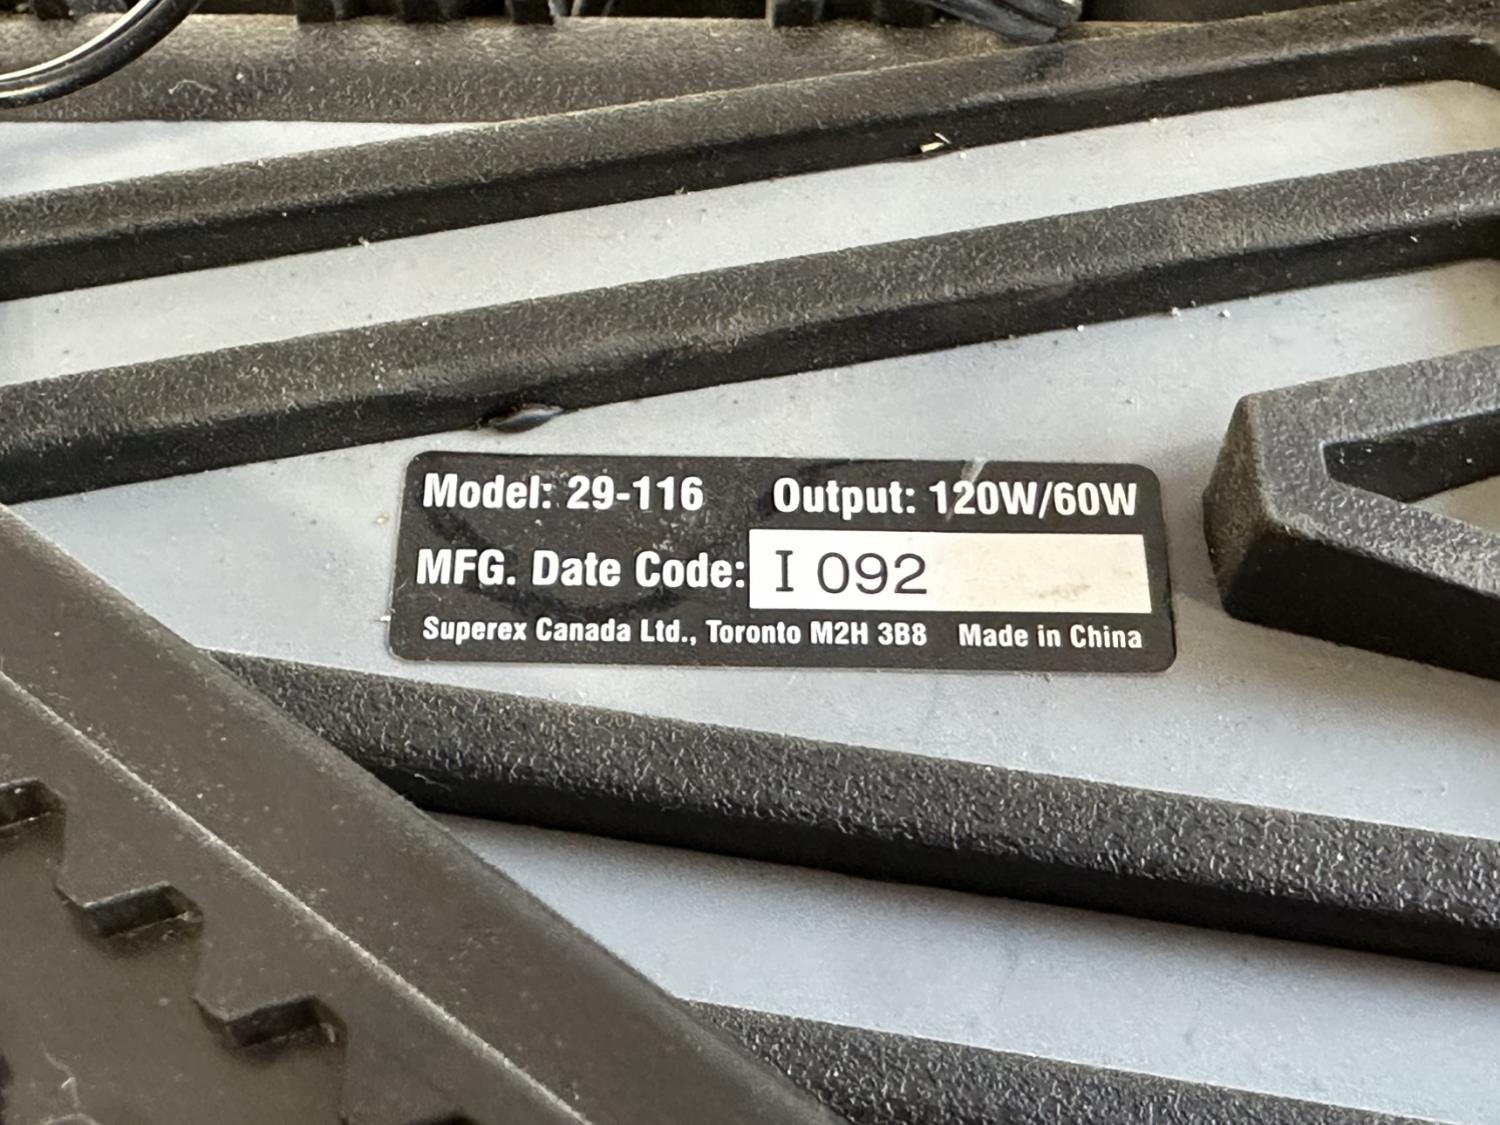 Model: 29-116 Output: 120W/60W
MFG. Date Code: I 092
Superex Canada Ltd., Toronto M2H 3B8 Made in China